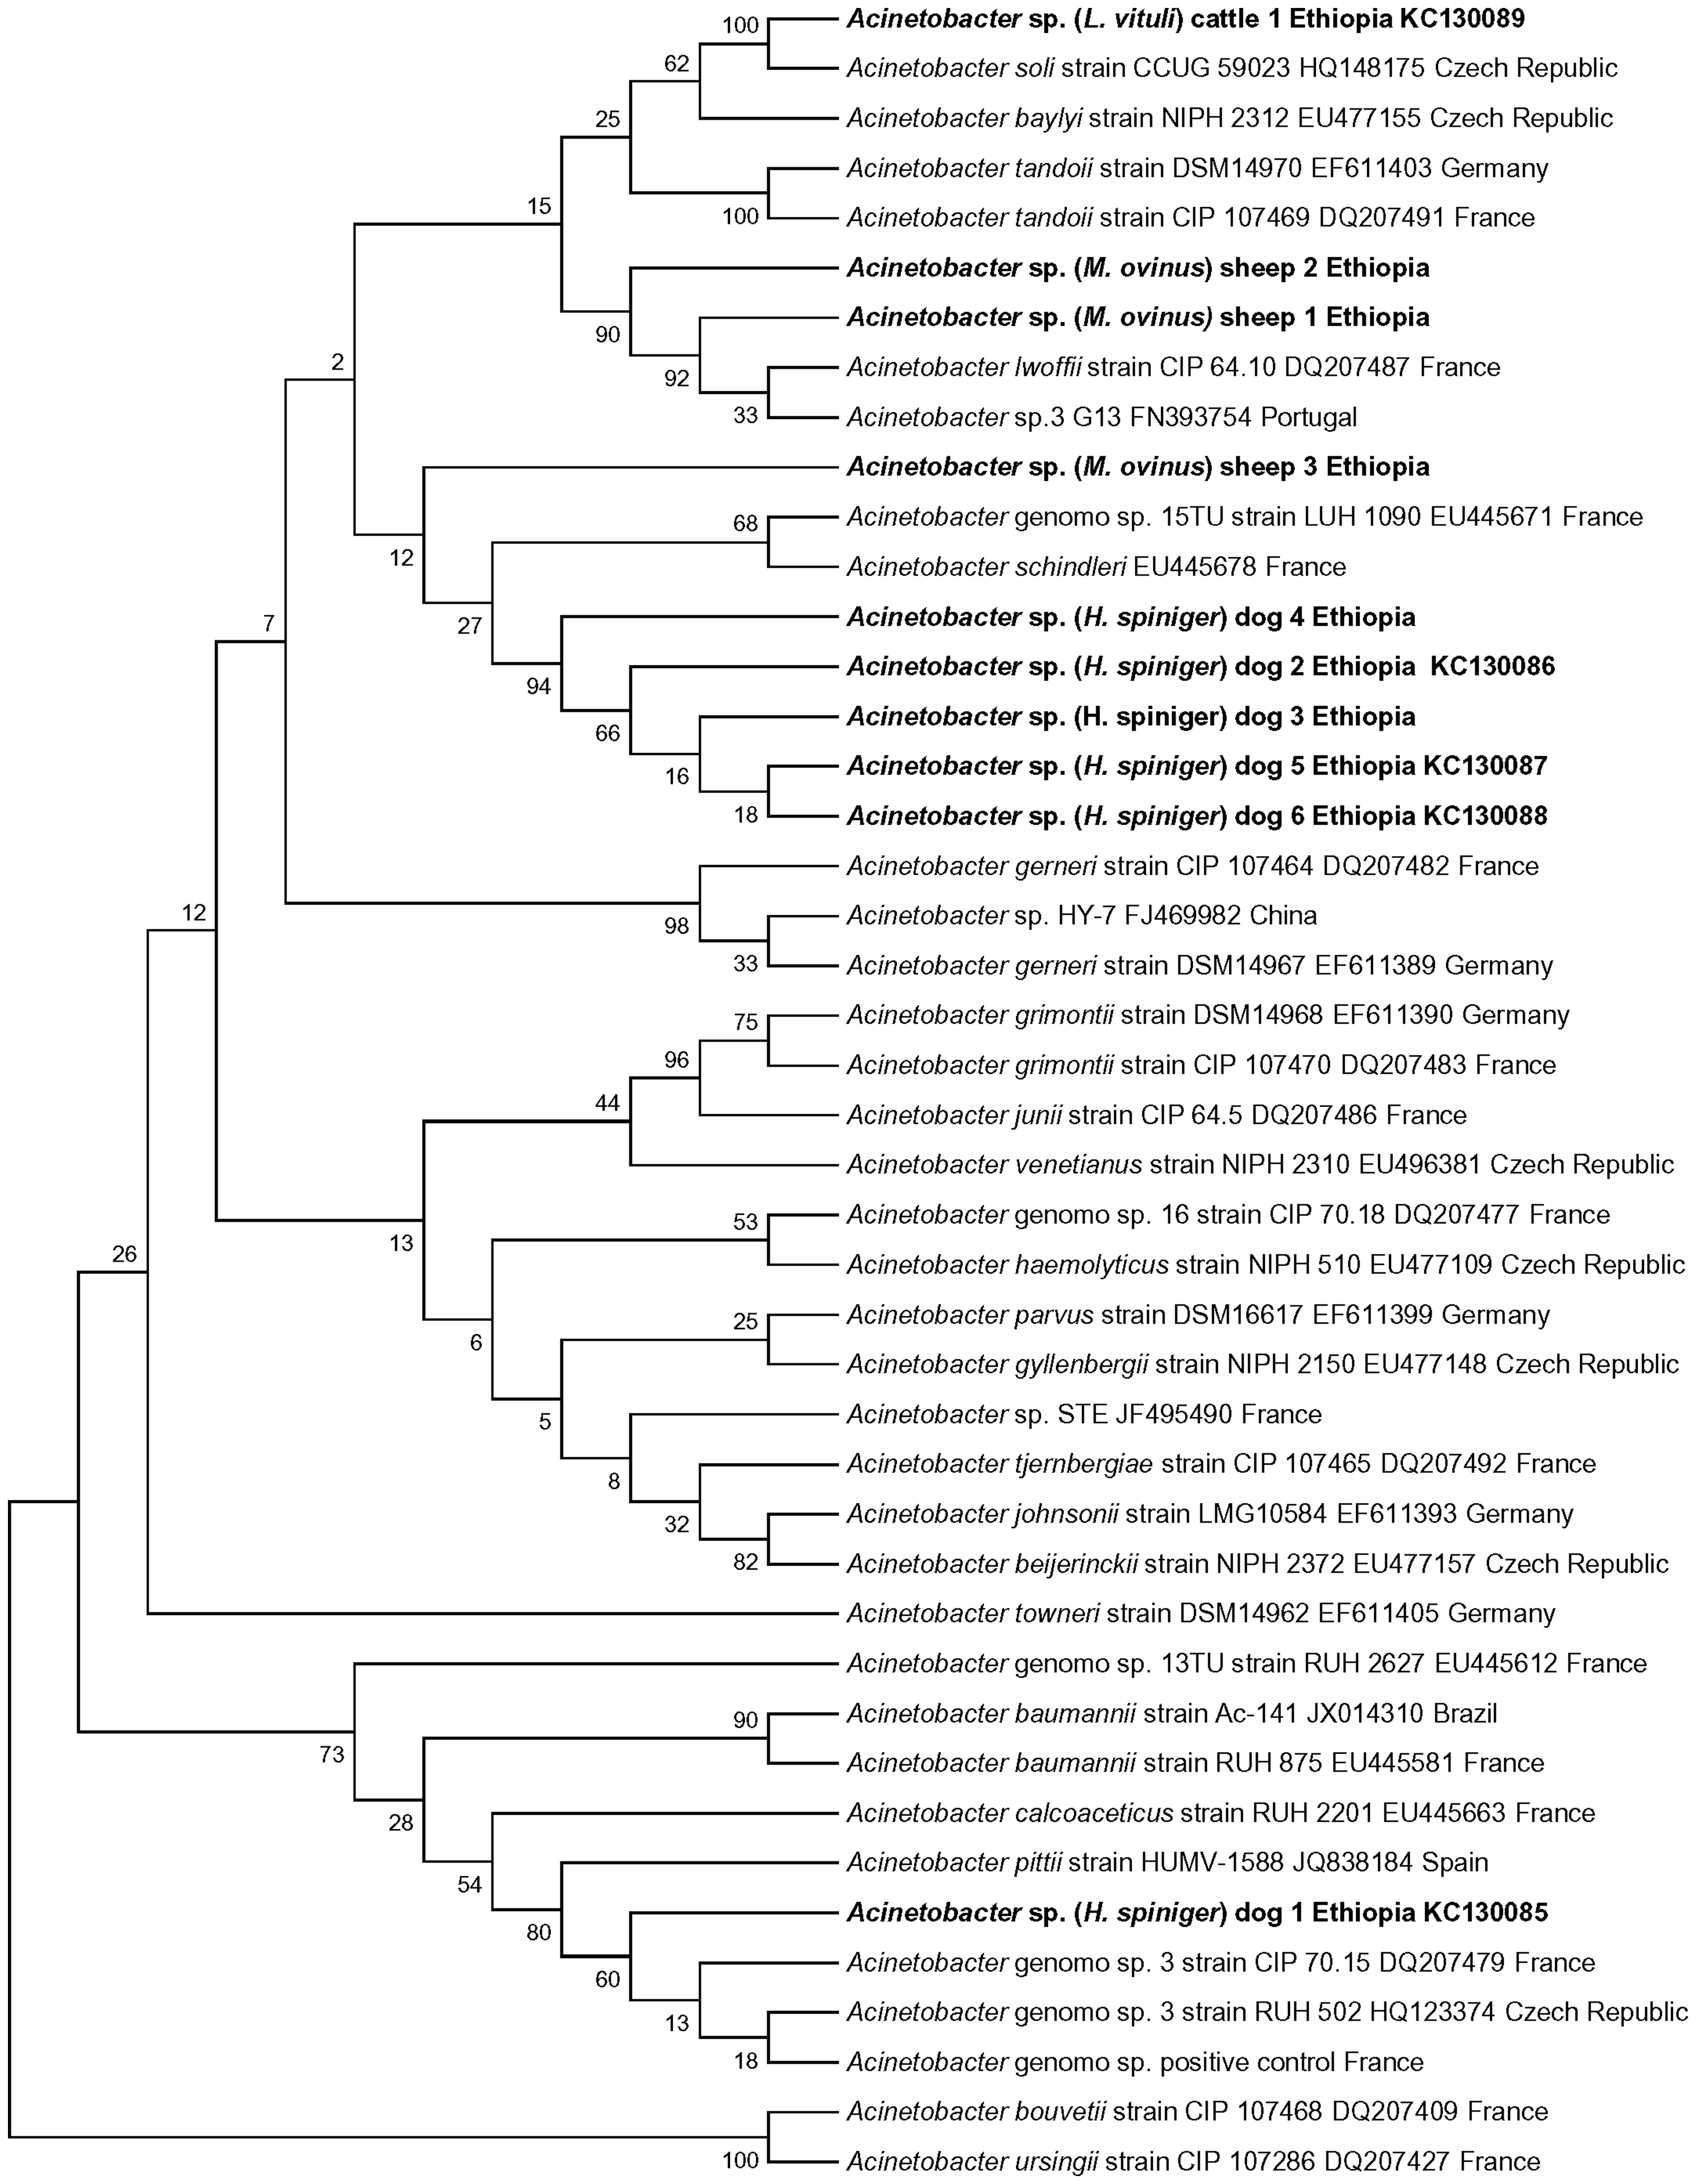 100
Acinetobacter sp. (L. vituli) cattle 1 Ethiopia KC130089
62
Acinetobacter soli strain CCUG 59023 HQ148175 Czech Republic
25
Acinetobacter baylyi strain NIPH 2312 EU477155 Czech Republic
Acinetobacter tandoii strain DSM14970 EF611403 Germany
15
100
Acinetobacter tandoii strain CIP 107469 DQ207491 France
Acinetobacter sp. (M. ovinus) sheep 2 Ethiopia
90
Acinetobacter sp. (M. ovinus) sheep 1 Ethiopia
2
92
Acinetobacter lwoffii strain CIP 64.10 DQ207487 France
33
Acinetobacter sp.3 G13 FN393754 Portugal
Acinetobacter sp. (M. ovinus) sheep 3 Ethiopia
68
Acinetobacter genomo sp. 15TU strain LUH 1090 EU445671 France
12
Acinetobacter schindleri EU445678 France
7
27
Acinetobacter sp. (H. spiniger) dog 4 Ethiopia
94
Acinetobacter sp. (H. spiniger) dog 2 Ethiopia KC130086
66
Acinetobacter sp. (H. spiniger) dog 3 Ethiopia
16
Acinetobacter sp. (H. spiniger) dog 5 Ethiopia KC130087
18
Acinetobacter sp. (H. spiniger) dog 6 Ethiopia KC130088
Acinetobacter gerneri strain CIP 107464 DQ207482 France
12
98
Acinetobacter sp. HY-7 FJ469982 China
33
Acinetobacter gerneri strain DSM14967 EF611389 Germany
75
Acinetobacter grimontii strain DSM14968 EF611390 Germany
96
Acinetobacter grimontii strain CIP 107470 DQ207483 France
44
Acinetobacter junii strain CIP 64.5 DQ207486 France
Acinetobacter venetianus strain NIPH 2310 EU496381 Czech Republic
53
Acinetobacter genomo sp. 16 strain CIP 70.18 DQ207477 France
26
13
Acinetobacter haemolyticus strain NIPH 510 EU477109 Czech Republic
25
Acinetobacter parvus strain DSM16617 EF611399 Germany
6
Acinetobacter gyllenbergii strain NIPH 2150 EU477148 Czech Republic
5
Acinetobacter sp. STE JF495490 France
8
Acinetobacter tjernbergiae strain CIP 107465 DQ207492 France
32
Acinetobacter johnsonii strain LMG10584 EF611393 Germany
82
Acinetobacter beijerinckii strain NIPH 2372 EU477157 Czech Republic
Acinetobacter towneri strain DSM14962 EF611405 Germany
Acinetobacter genomo sp. 13TU strain RUH 2627 EU445612 France
90
Acinetobacter baumannii strain Ac-141 JX014310 Brazil
73
Acinetobacter baumannii strain RUH 875 EU445581 France
28
Acinetobacter calcoaceticus strain RUH 2201 EU445663 France
54
Acinetobacter pittii strain HUMV-1588 JQ838184 Spain
80
Acinetobacter sp. (H. spiniger) dog 1 Ethiopia KC130085
60
Acinetobacter genomo sp. 3 strain CIP 70.15 DQ207479 France
13
Acinetobacter genomo sp. 3 strain RUH 502 HQ123374 Czech Republic
18
Acinetobacter genomo sp. positive control France
Acinetobacter bouvetii strain CIP 107468 DQ207409 France
100
Acinetobacter ursingii strain CIP 107286 DQ207427 France